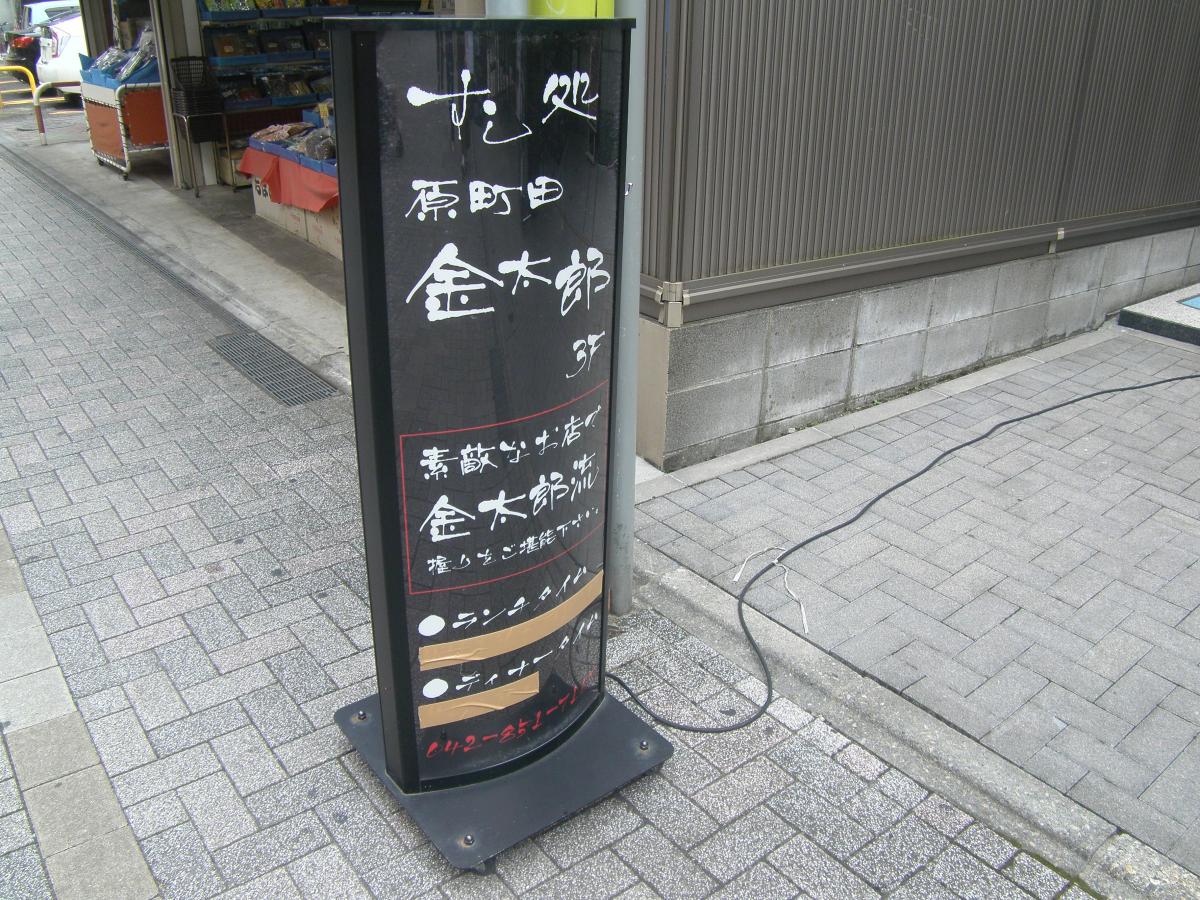 すし処
原町田
金太郎
3F
素敵なお店で
金太郎流
握りをご堪能下さい。
●ランチタイム
●ディナータイム
042-851-